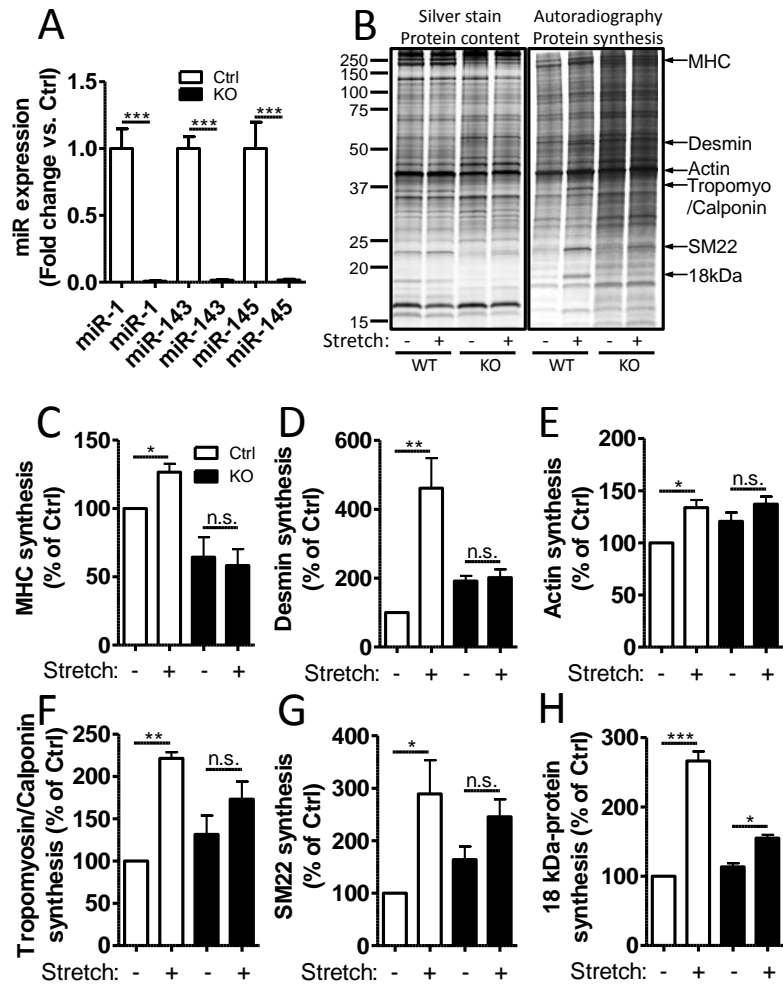 A
miR expression
(Fold change vs. Ctrl)
1.5
1.0
0.5
0.0
Ctrl
KO
***
***
***
miR-1
miR-1
miR-143
miR-143
miR-145
miR-145
B
Silver stain
Protein content
Autoradiography
Protein synthesis
250
150
100
75
50
37
25
20
15
MHC
Desmin
Actin
Tropomyo
/Calponin
SM22
18kDa
Stretch: - + - + - + - +
WT KO WT KO
C
MHC synthesis
(% of Ctrl)
150
100
50
0
Ctrl
KO
*
n.s.
Stretch: - + - +
D
Desmin synthesis
(% of Ctrl)
600
400
200
0
**
n.s.
- + - +
E
Actin synthesis
(% of Ctrl)
200
150
100
50
0
*
n.s.
- + - +
F
Tropomyosin/Calponin
synthesis (% of Ctrl)
250
200
150
100
50
0
**
n.s.
Stretch: - + - +
G
SM22 synthesis
(% of Ctrl)
400
300
200
100
0
*
n.s.
Stretch: - + - +
H
18 kDa-protein
synthesis (% of Ctrl)
300
200
100
0
***
*
Stretch: - + - +